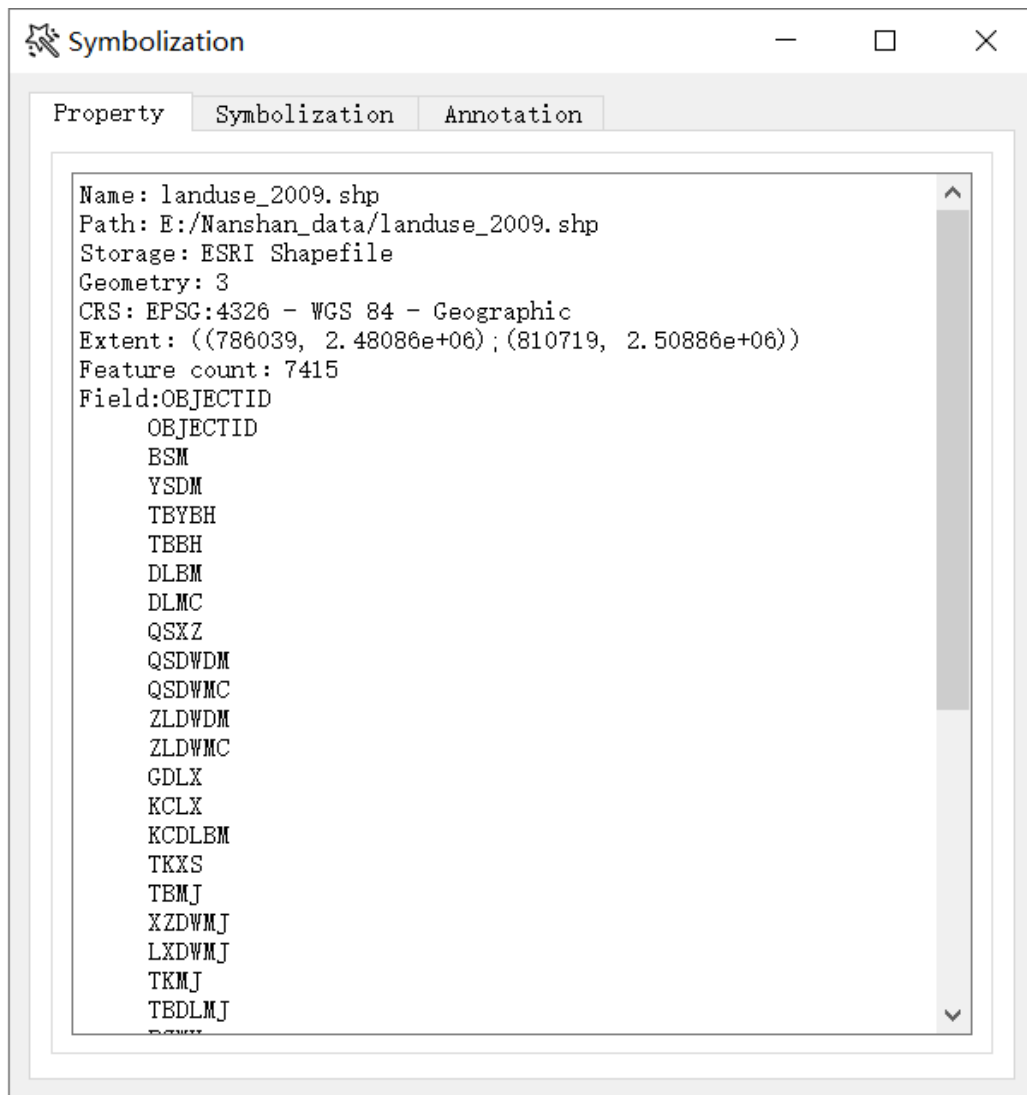 Symbolization
Property Symbolization Annotation
Name: landuse_2009.shp
Path: E:/Nanshan_data/landuse_2009.shp
Storage: ESRI Shapefile
Geometry: 3
CRS: EPSG:4326 - WGS 84 - Geographic
Extent: ((786039, 2.48086e+06);(810719, 2.50886e+06))
Feature count: 7415
Field:OBJECTID
OBJECTID
BSM
YSDM
TBYBH
TBBH
DLBM
DLMC
QSXZ
QSDWDM
QSDWMC
ZLDWDM
ZLDWMC
GDLX
KCLX
KCDLBM
TKXS
TBMJ
XZDWMJ
LXDWMJ
TKMJ
TBDLMJ